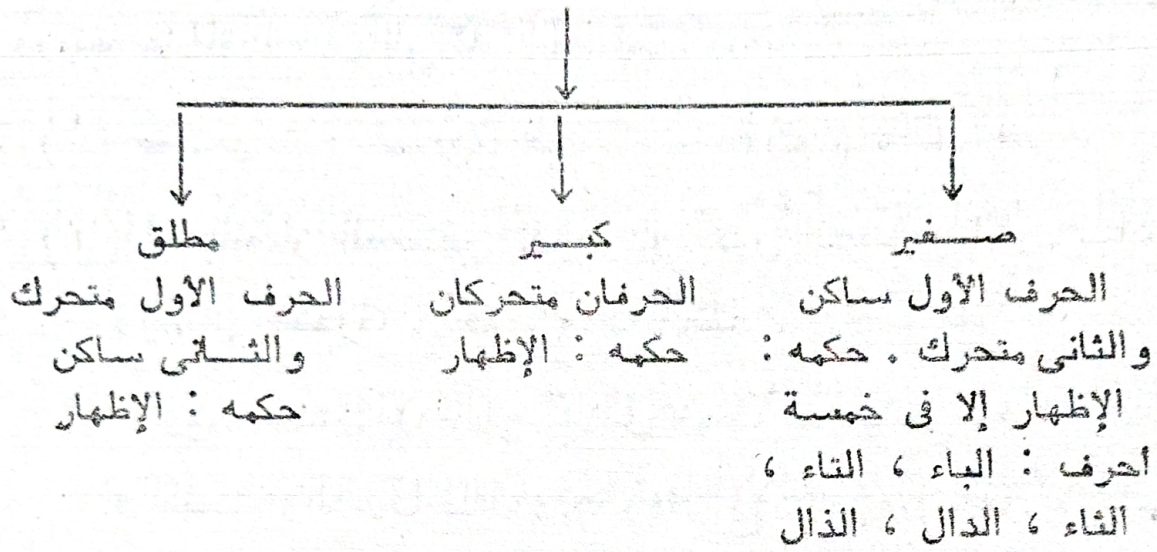 صغير
الحرف الأول ساكن
والثانى متحرك . حكمه :
الإظهار إلا فى خمسة
أحرف : الباء ، التاء ،
الثاء ، الدال ، الذال
كبير
الحرفان متحركان
حكمه : الإظهار
مطلق
الحرف الأول متحرك
والثانى ساكن
حكمه : الإظهار